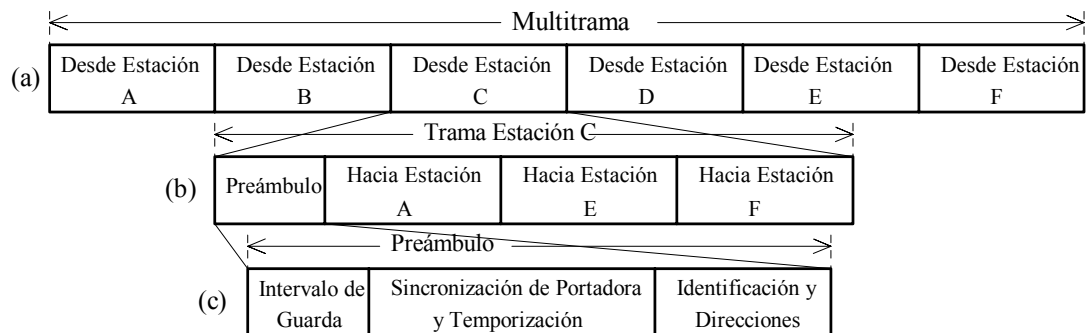 Multitrama
(a)
Desde Estación
A
Desde Estación
B
Desde Estación
C
Desde Estación
D
Desde Estación
E
Desde Estación
F
Trama Estación C
(b)
Preámbulo
Hacia Estación
A
Hacia Estación
E
Hacia Estación
F
Preámbulo
(c)
Intervalo de
Guarda
Sincronización de Portadora
y Temporización
Identificación y
Direcciones